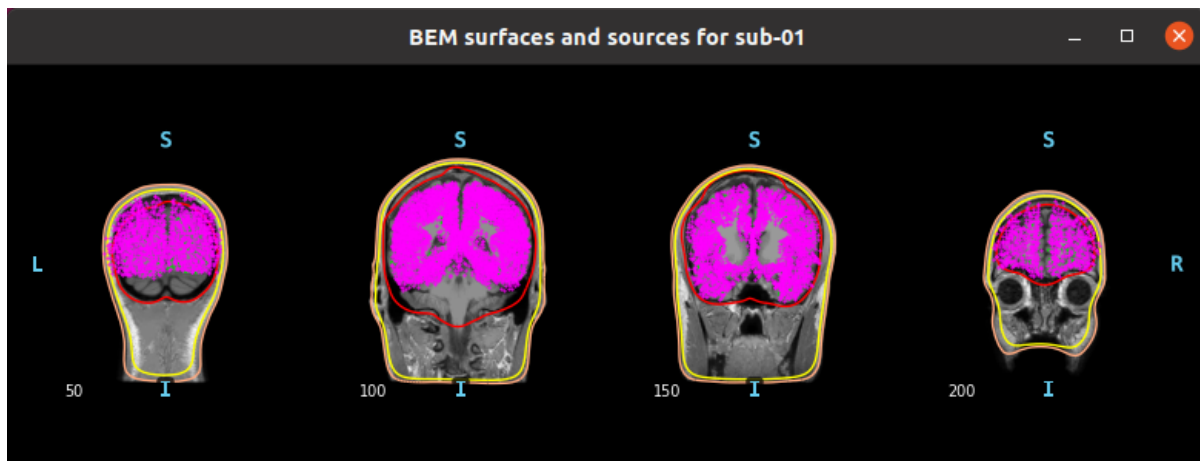 BEM surfaces and sources for sub-01
S S S S
L R
50 I 100 I 150 I 200 I